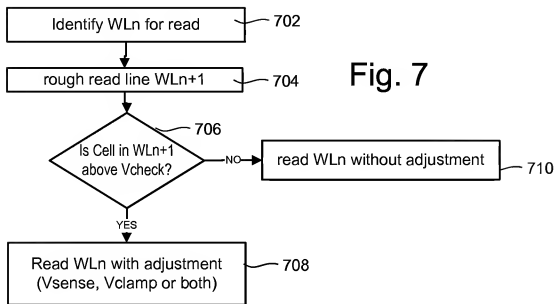 Identify WLn for read
702
rough read line WLn+1
704
Fig. 7
706
Is Cell in WLn+1
above Vcheck?
NO
read WLn without adjustment
710
YES
Read WLn with adjustment
(Vsense, Vclamp or both)
708